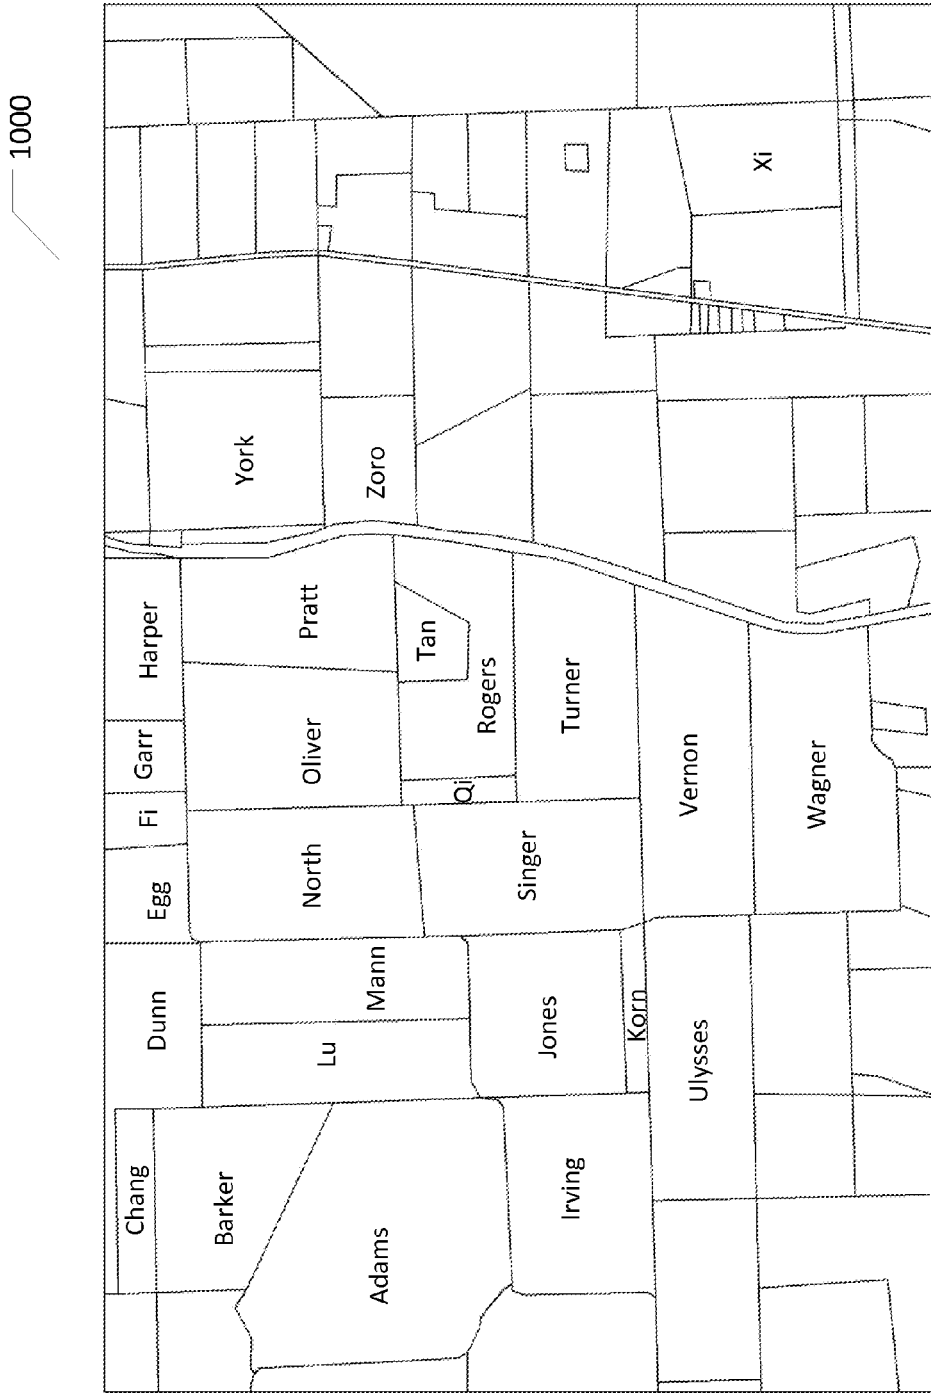 1000
Xi
York
Zoro
Harper
Pratt
Tan
Garr
Oliver
Rogers
Turner
Fi
Qi
Vernon
Egg
North
Singer
Wagner
Dunn
Mann
Lu
Jones
Korn
Ulysses
Chang
Barker
Irving
Adams